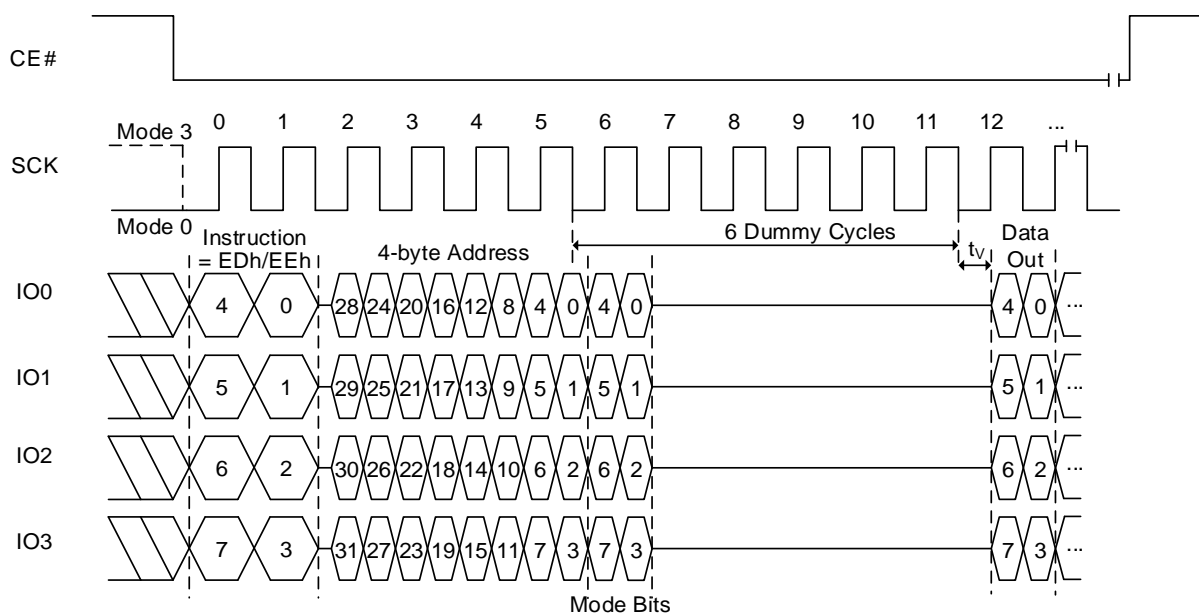 CE#
0 1 2 3 4 5 6 7 8 9 10 11 12 ...
Mode 3
SCK
Mode 0
Instruction
= EDh/EEh
4-byte Address
6 Dummy Cycles
tV
Data
Out
IO0 4 0 28 24 20 16 12 8 4 0 4 0 4 0 ...
IO1 5 1 29 25 21 17 13 9 5 1 5 1 5 1 ...
IO2 6 2 30 26 22 18 14 10 6 2 6 2 6 2 ...
IO3 7 3 31 27 23 19 15 11 7 3 7 3 7 3 ...
Mode Bits